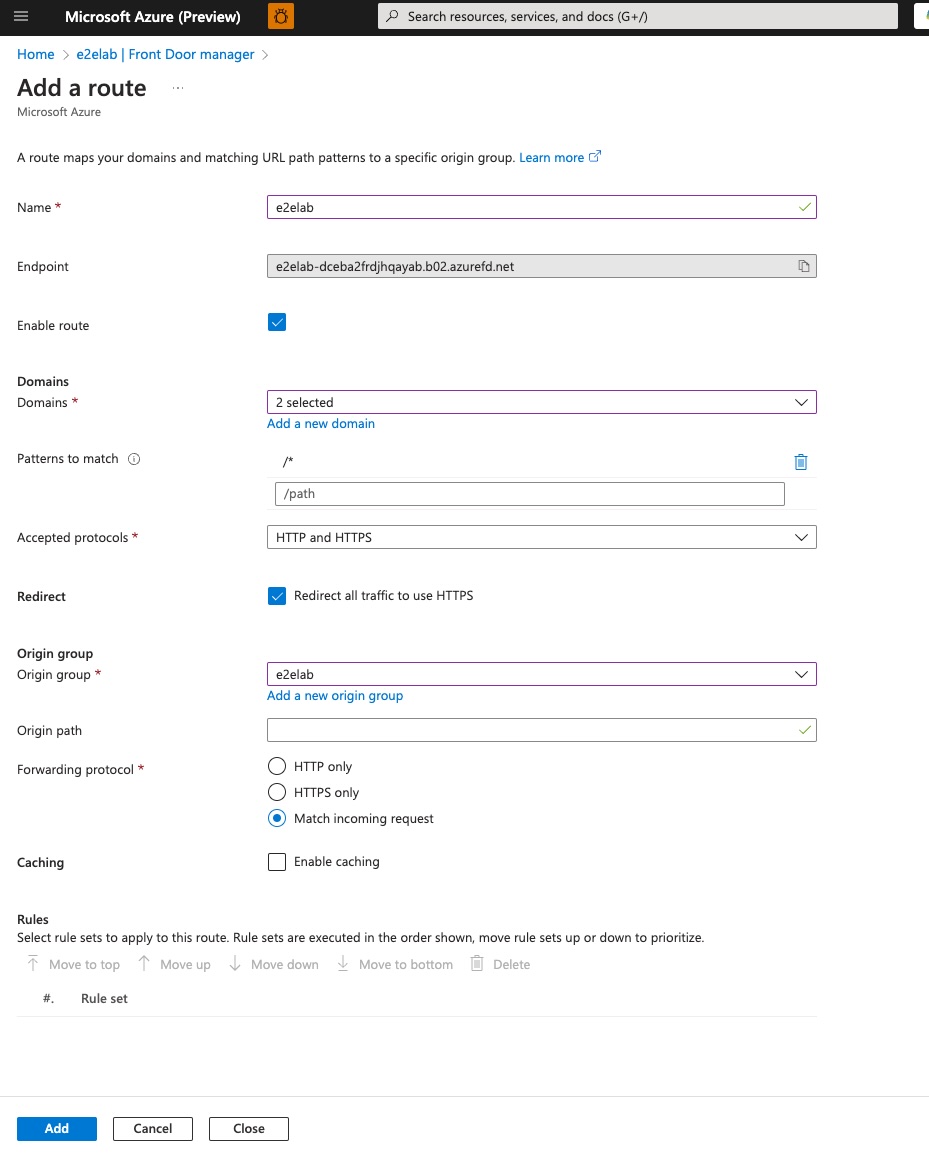 Microsoft Azure (Preview)
Search resources, services, and docs (G+/)
Home > e2elab | Front Door manager >
Add a route ...
Microsoft Azure
A route maps your domains and matching URL path patterns to a specific origin group. Learn more
Name *
e2elab
Endpoint
e2elab-dceba2frdjhqayab.b02.azurefd.net
Enable route
Domains
Domains *
2 selected
Add a new domain
Patterns to match
/*
/path
Accepted protocols *
HTTP and HTTPS
Redirect
Redirect all traffic to use HTTPS
Origin group
Origin group *
e2elab
Add a new origin group
Origin path
Forwarding protocol *
HTTP only
HTTPS only
Match incoming request
Caching
Enable caching
Rules
Select rule sets to apply to this route. Rule sets are executed in the order shown, move rule sets up or down to prioritize.
Move to top Move up Move down Move to bottom Delete
#. Rule set
Add Cancel Close